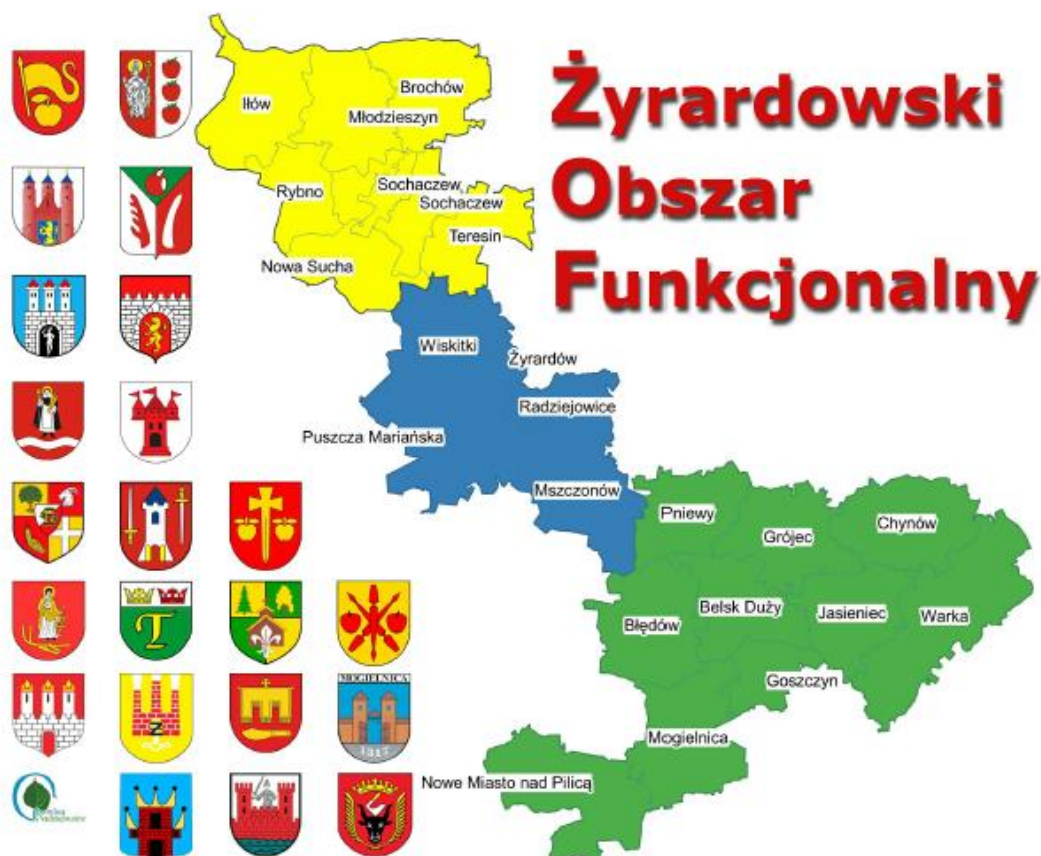 Żyrardowski
Obszar
Funkcjonalny
Iłów
Brochów
Młodzieszyn
Rybno
Sochaczew
Sochaczew
Teresin
Nowa Sucha
Wiskitki
Żyrardów
Radziejowice
Puszcza Mariańska
Mszczonów
Pniewy
Grójec
Chynów
Belsk Duży
Jasieniec
Warka
Błędów
Goszczyn
Mogielnica
Nowe Miasto nad Pilicą
T
Z
MOGIELNICA
1317